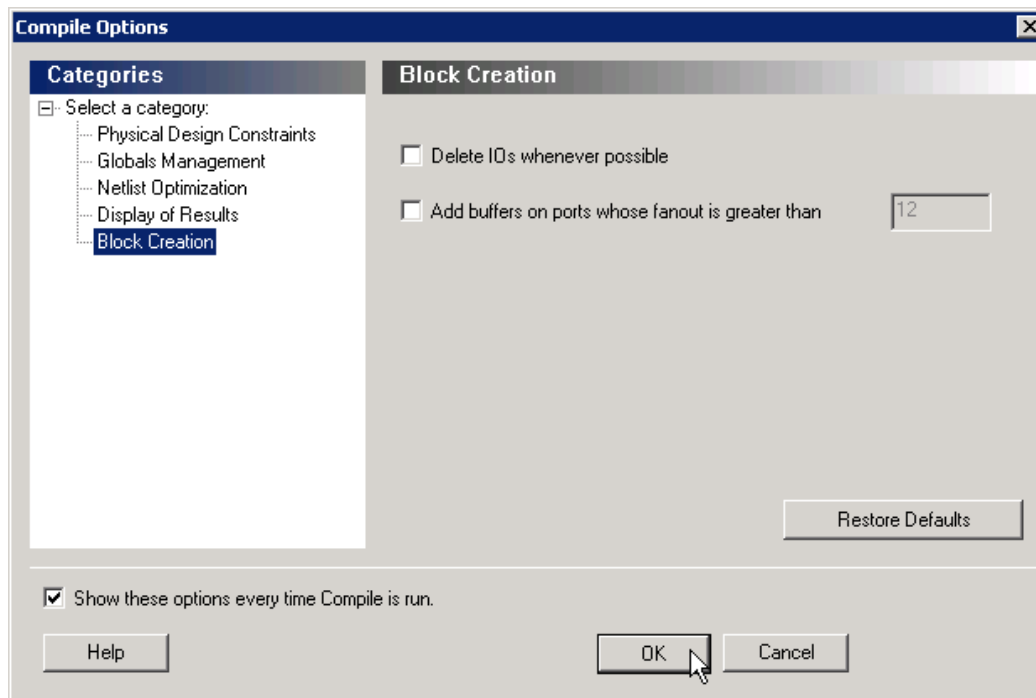 Compile Options
Categories
Select a category:
Physical Design Constraints
Globals Management
Netlist Optimization
Display of Results
Block Creation
Block Creation
Delete IOs whenever possible
Add buffers on ports whose fanout is greater than 12
Restore Defaults
Show these options every time Compile is run.
Help OK Cancel